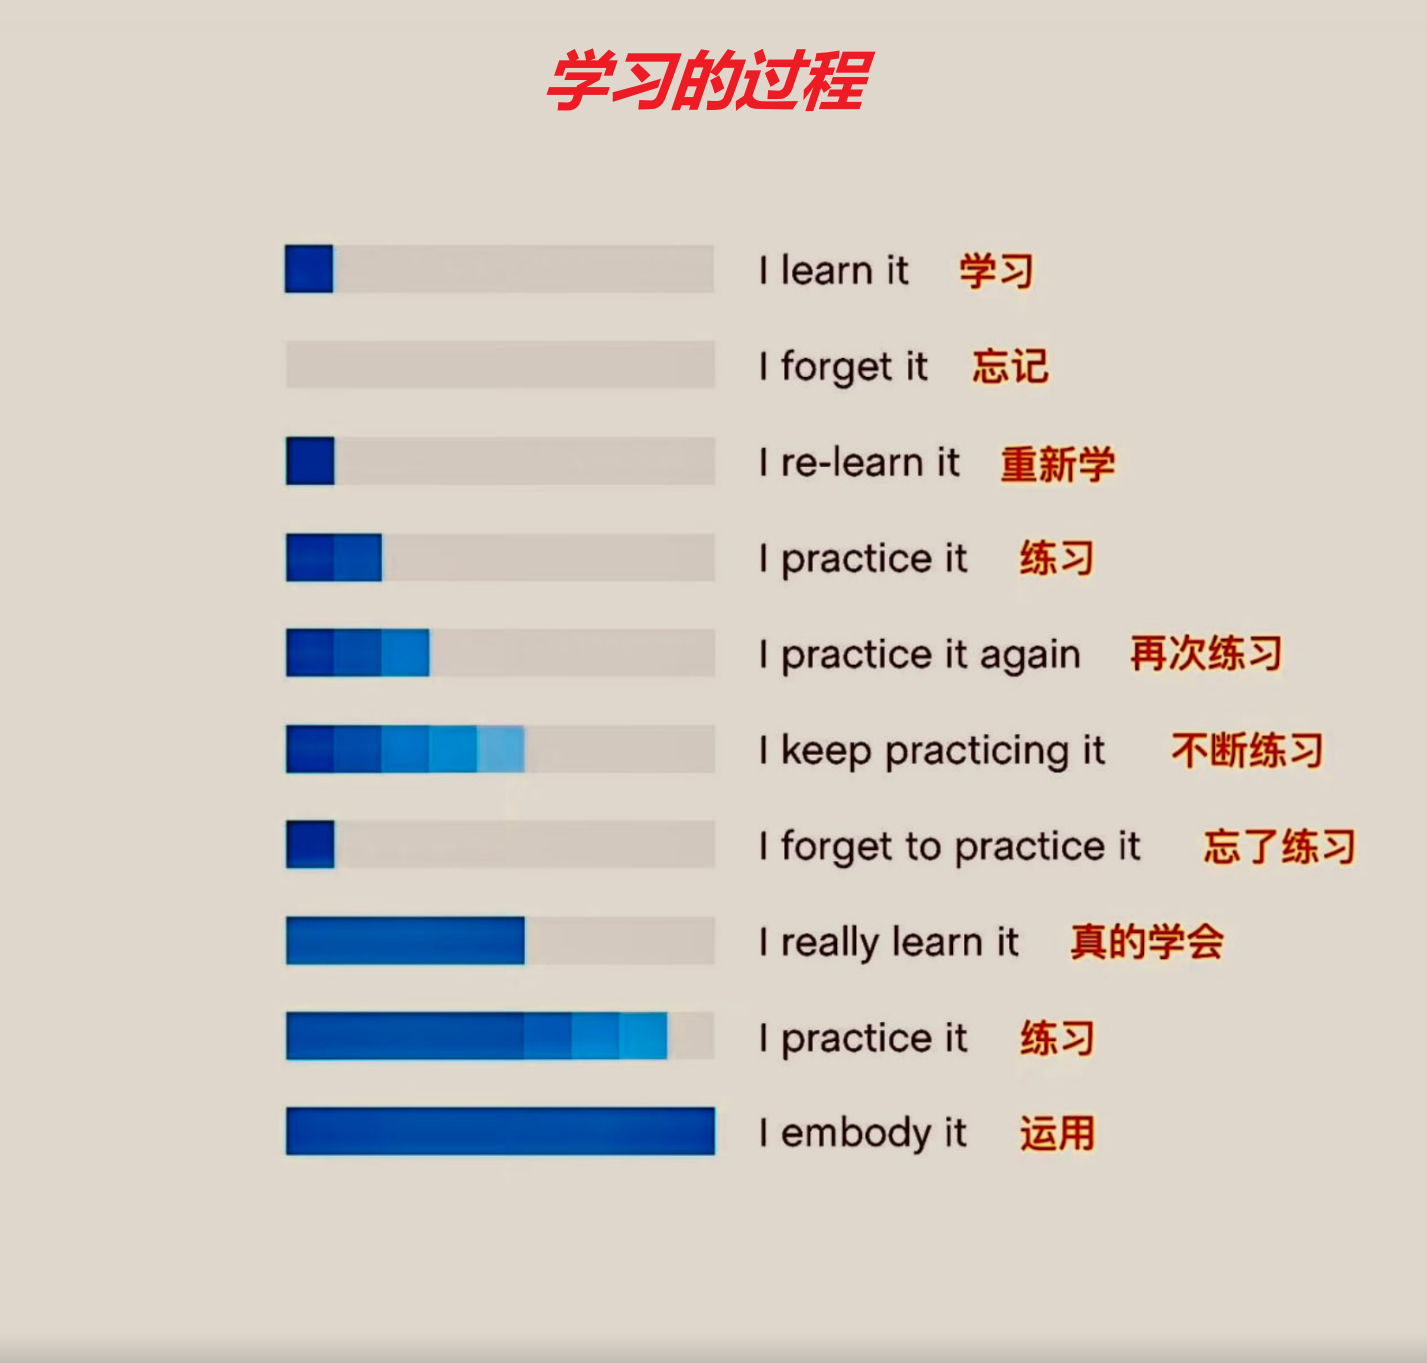 学习的过程
I learn it 学习
I forget it 忘记
I re-learn it 重新学
I practice it 练习
I practice it again 再次练习
I keep practicing it 不断练习
I forget to practice it 忘了练习
I really learn it 真的学会
I practice it 练习
I embody it 运用